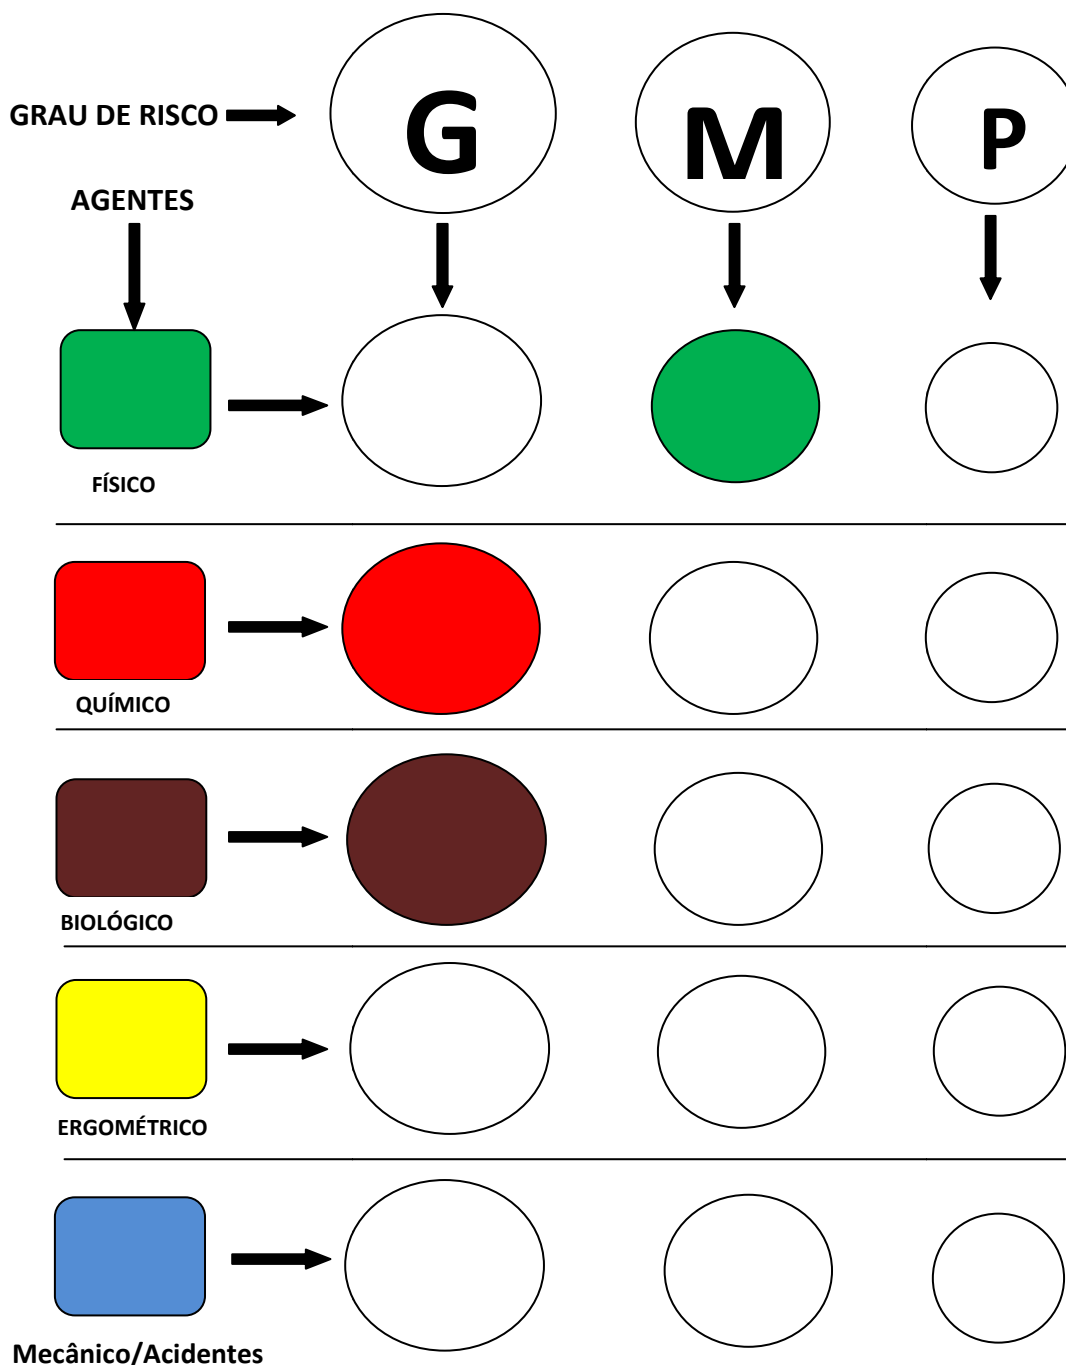 GRAU DE RISCO
G
M
P
AGENTES
FÍSICO
QUÍMICO
BIOLÓGICO
ERGOMÉTRICO
Mecânico/Acidentes